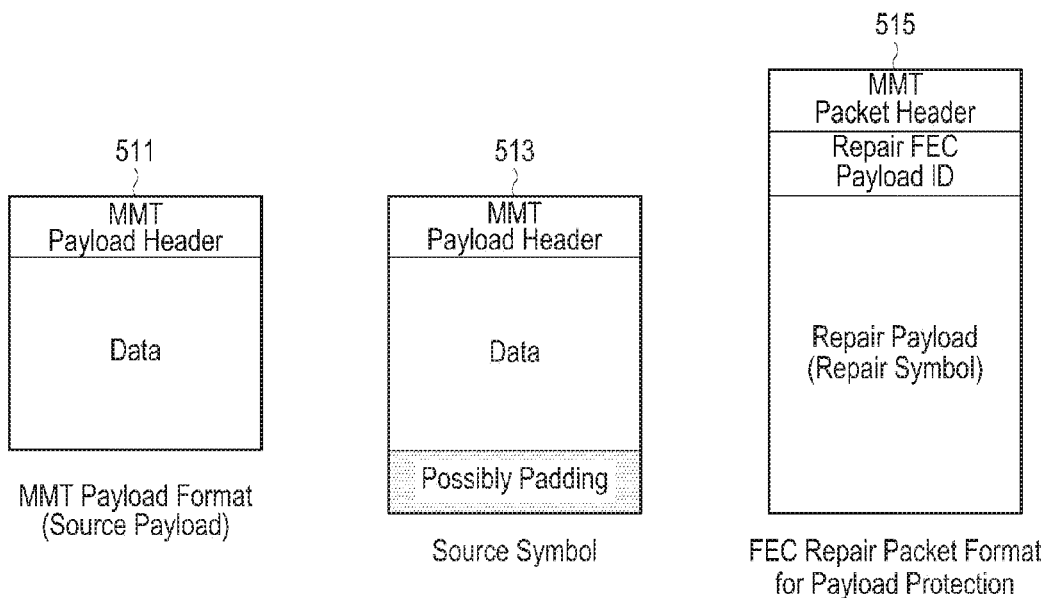 511
MMT
Payload Header
Data
MMT Payload Format
(Source Payload)
513
MMT
Payload Header
Data
Possibly Padding
Source Symbol
515
MMT
Packet Header
Repair FEC
Payload ID
Repair Payload
(Repair Symbol)
FEC Repair Packet Format
for Payload Protection